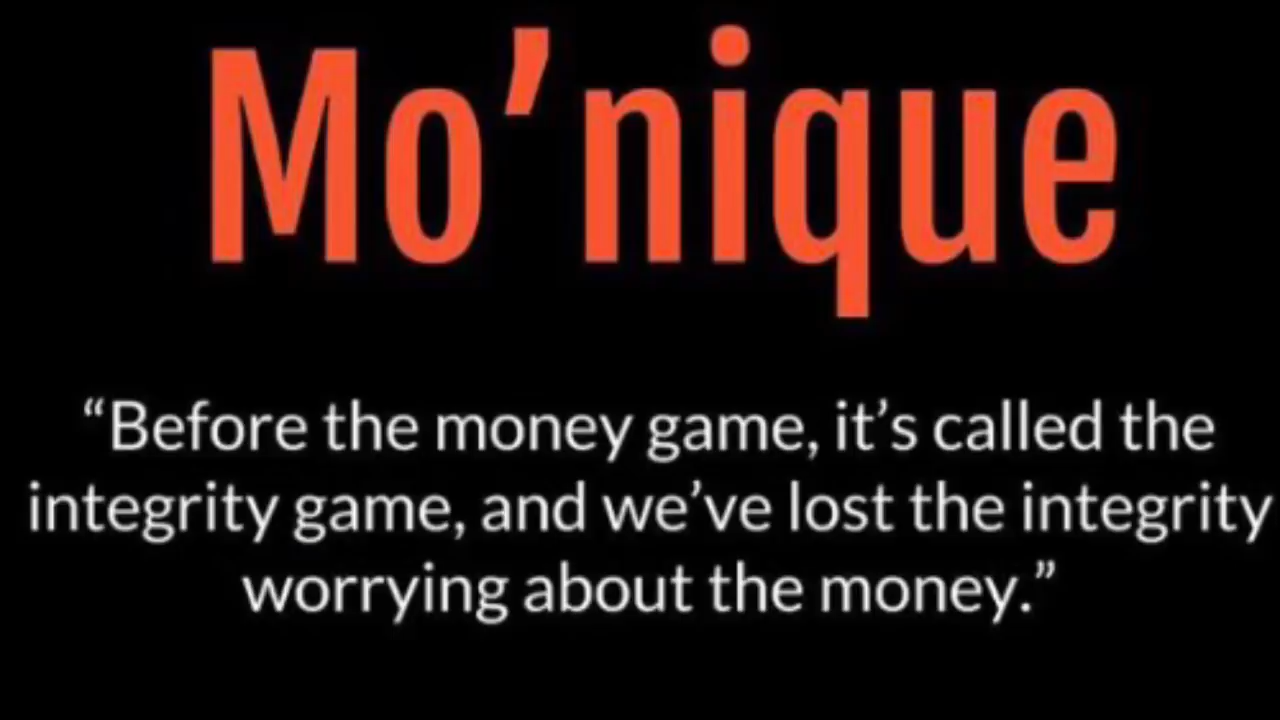 Mo’nique
“Before the money game, it’s called the
integrity game, and we’ve lost the integrity
worrying about the money.”